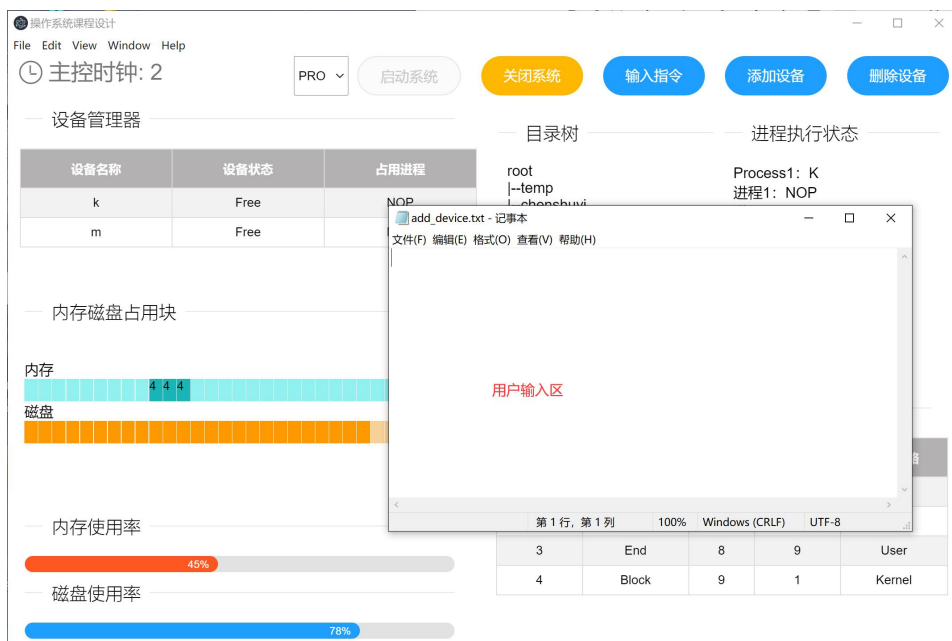 操作系统课程设计
File Edit View Window Help
主控时钟: 2
PRO
启动系统
关闭系统
输入指令
添加设备
删除设备
设备管理器
设备名称 设备状态 占用进程
k Free NOP
m Free
内存磁盘占用块
内存
4 4 4
磁盘
内存使用率
45%
磁盘使用率
78%
目录树
root
|--temp
|--chenshuyi
进程执行状态
Process1: K
进程1: NOP
add_device.txt - 记事本
文件(F) 编辑(E) 格式(O) 查看(V) 帮助(H)
用户输入区
第 1 行，第 1 列 100% Windows (CRLF) UTF-8
3 End 8 9 User
4 Block 9 1 Kernel